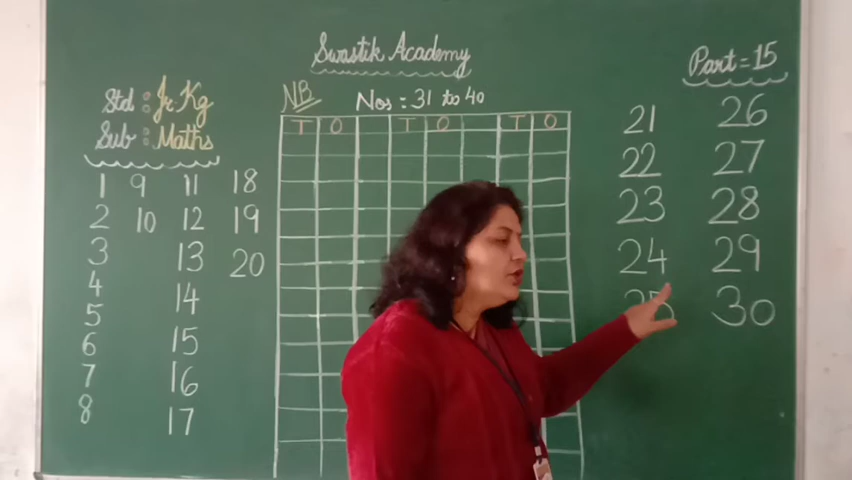 Swastik Academy
Part = 15
Std : Jr. Kg
Sub : Maths
NB
Nos : 31 to 40
T O T O T O
1 9 11 18
2 10 12 19
3 13 20
4 14
5 15
6 16
7 17
8
21 26
22 27
23 28
24 29
25 30